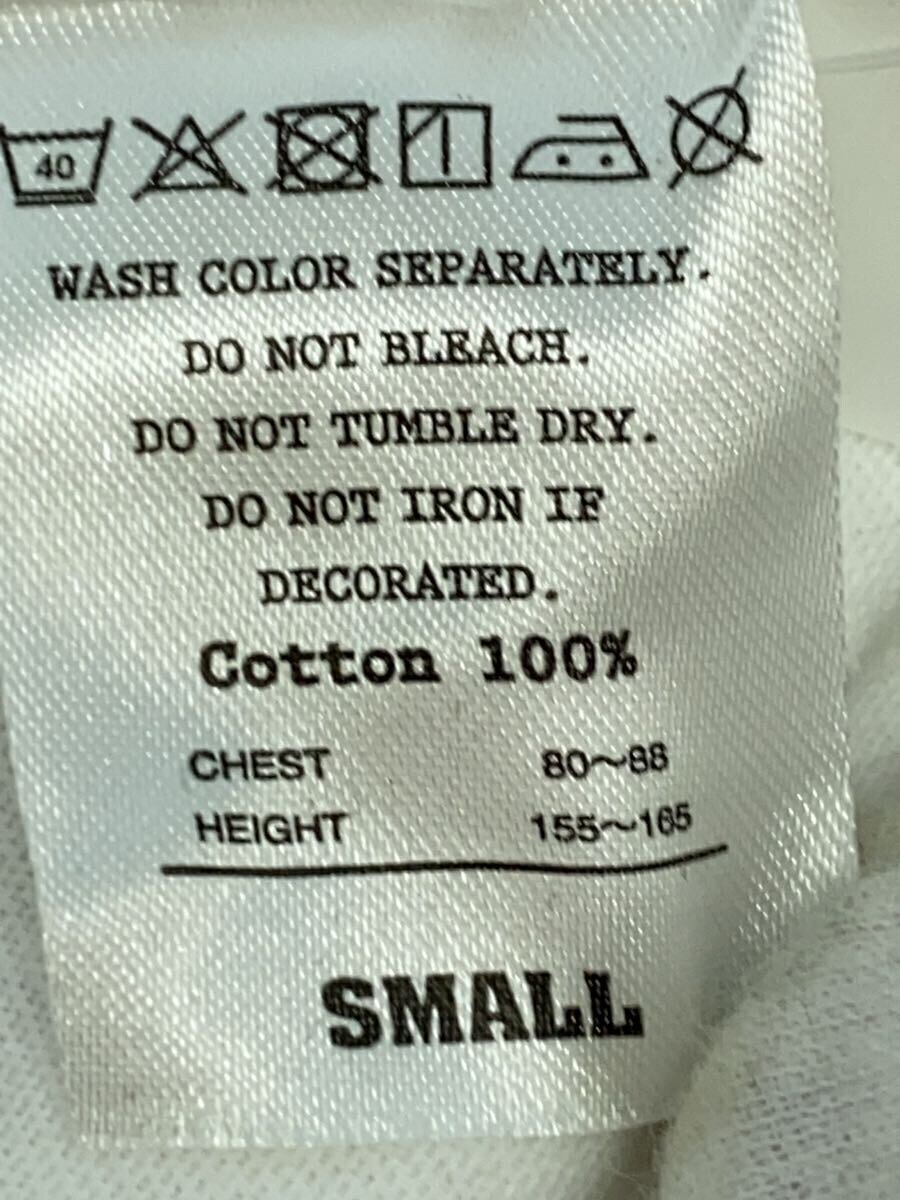 40
WASH COLOR SEPARATELY.
DO NOT BLEACH.
DO NOT TUMBLE DRY.
DO NOT IRON IF
DECORATED.
Cotton 100%
CHEST 80〜88
HEIGHT 155〜165
SMALL